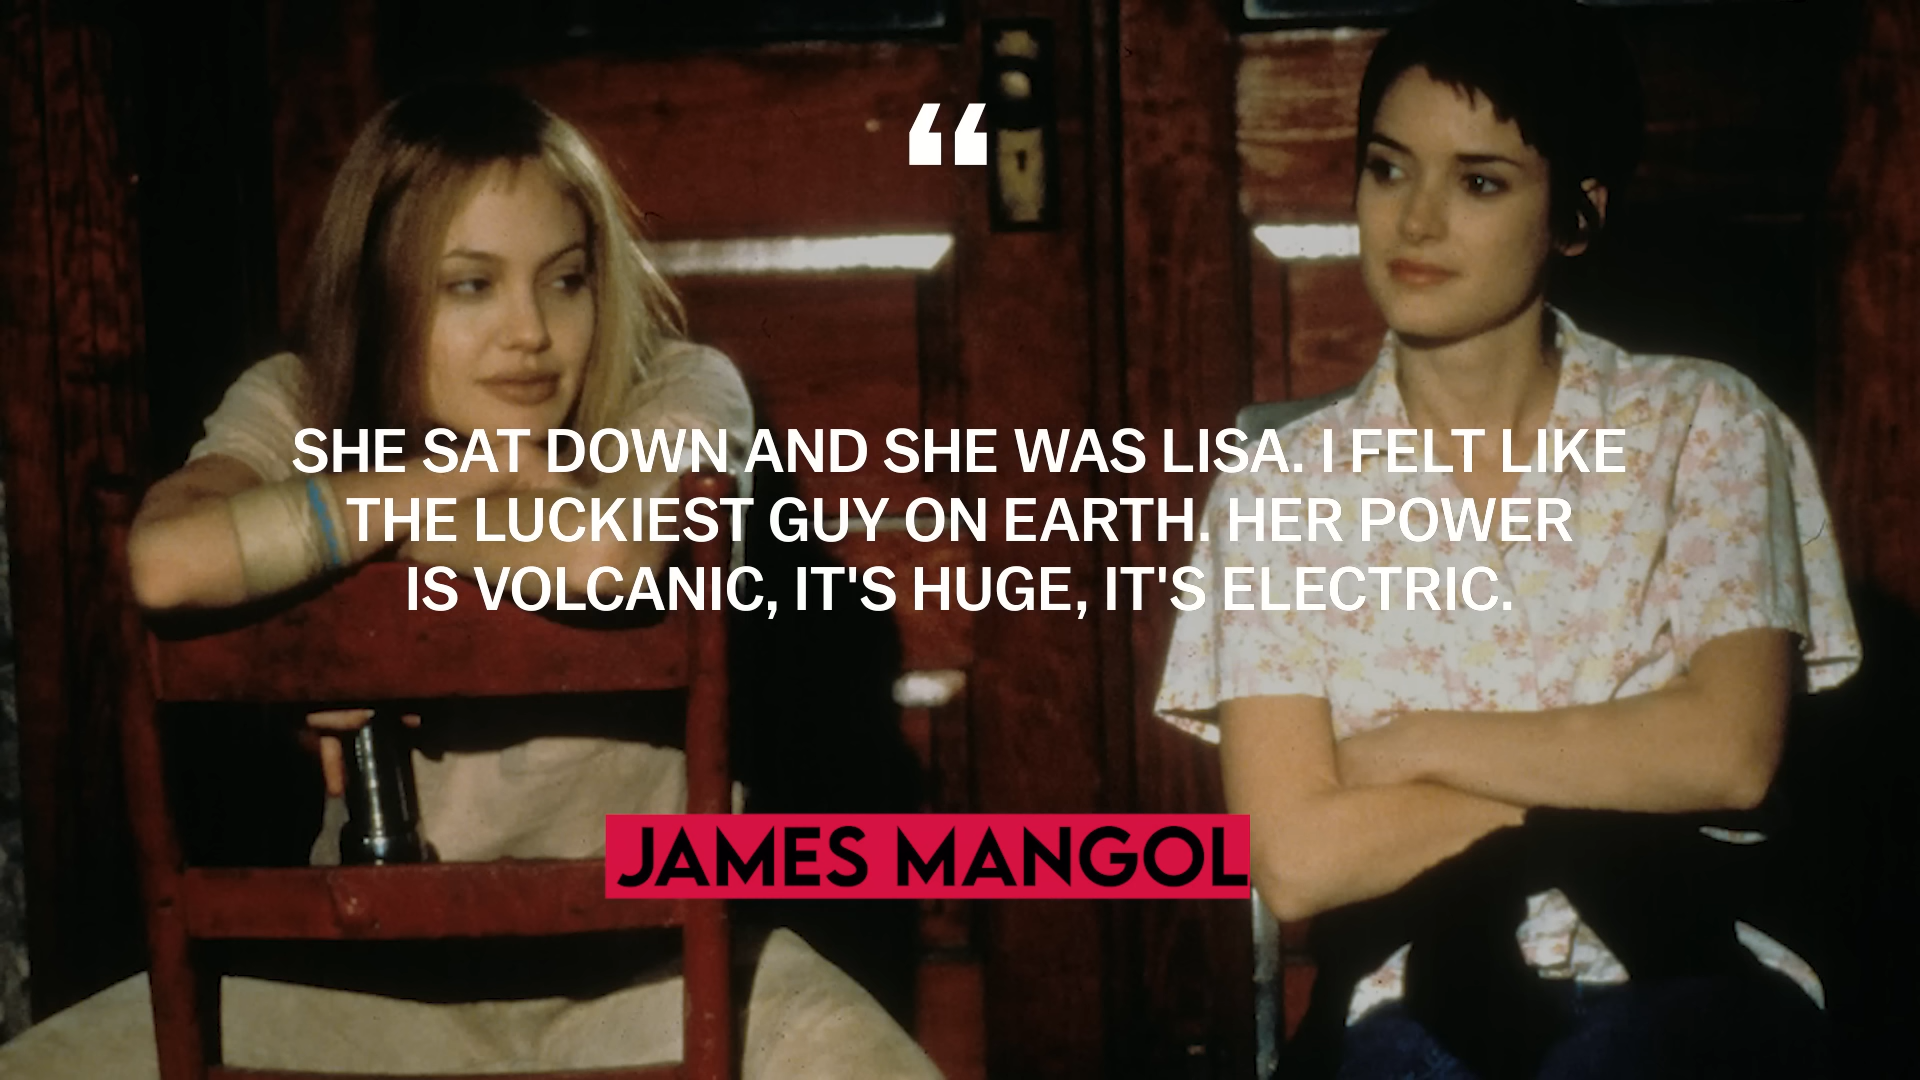 “
SHE SAT DOWN AND SHE WAS LISA. I FELT LIKE
THE LUCKIEST GUY ON EARTH. HER POWER
IS VOLCANIC, IT'S HUGE, IT'S ELECTRIC.
JAMES MANGOL